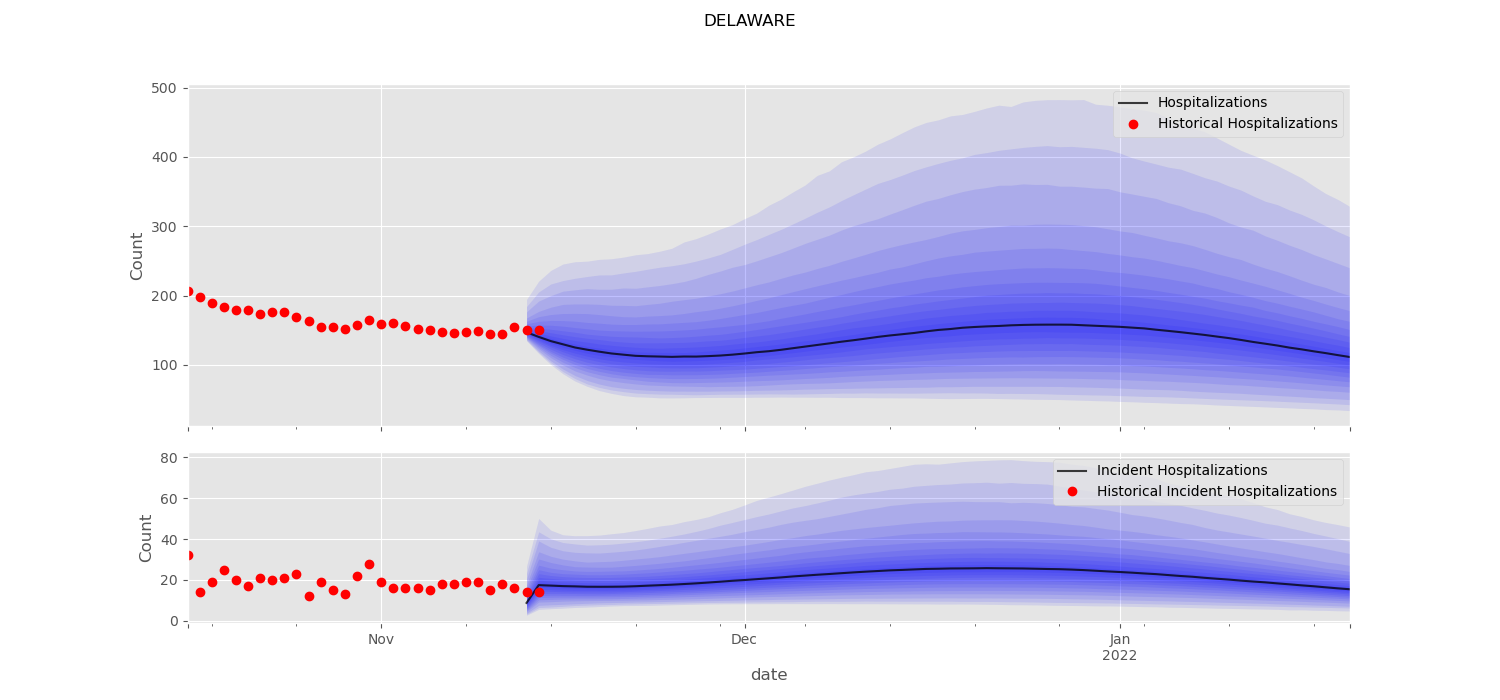 DELAWARE
500
400
300
200
100
Count
Hospitalizations
Historical Hospitalizations
80
60
40
20
0
Count
Incident Hospitalizations
Historical Incident Hospitalizations
Nov
Dec
Jan
2022
date